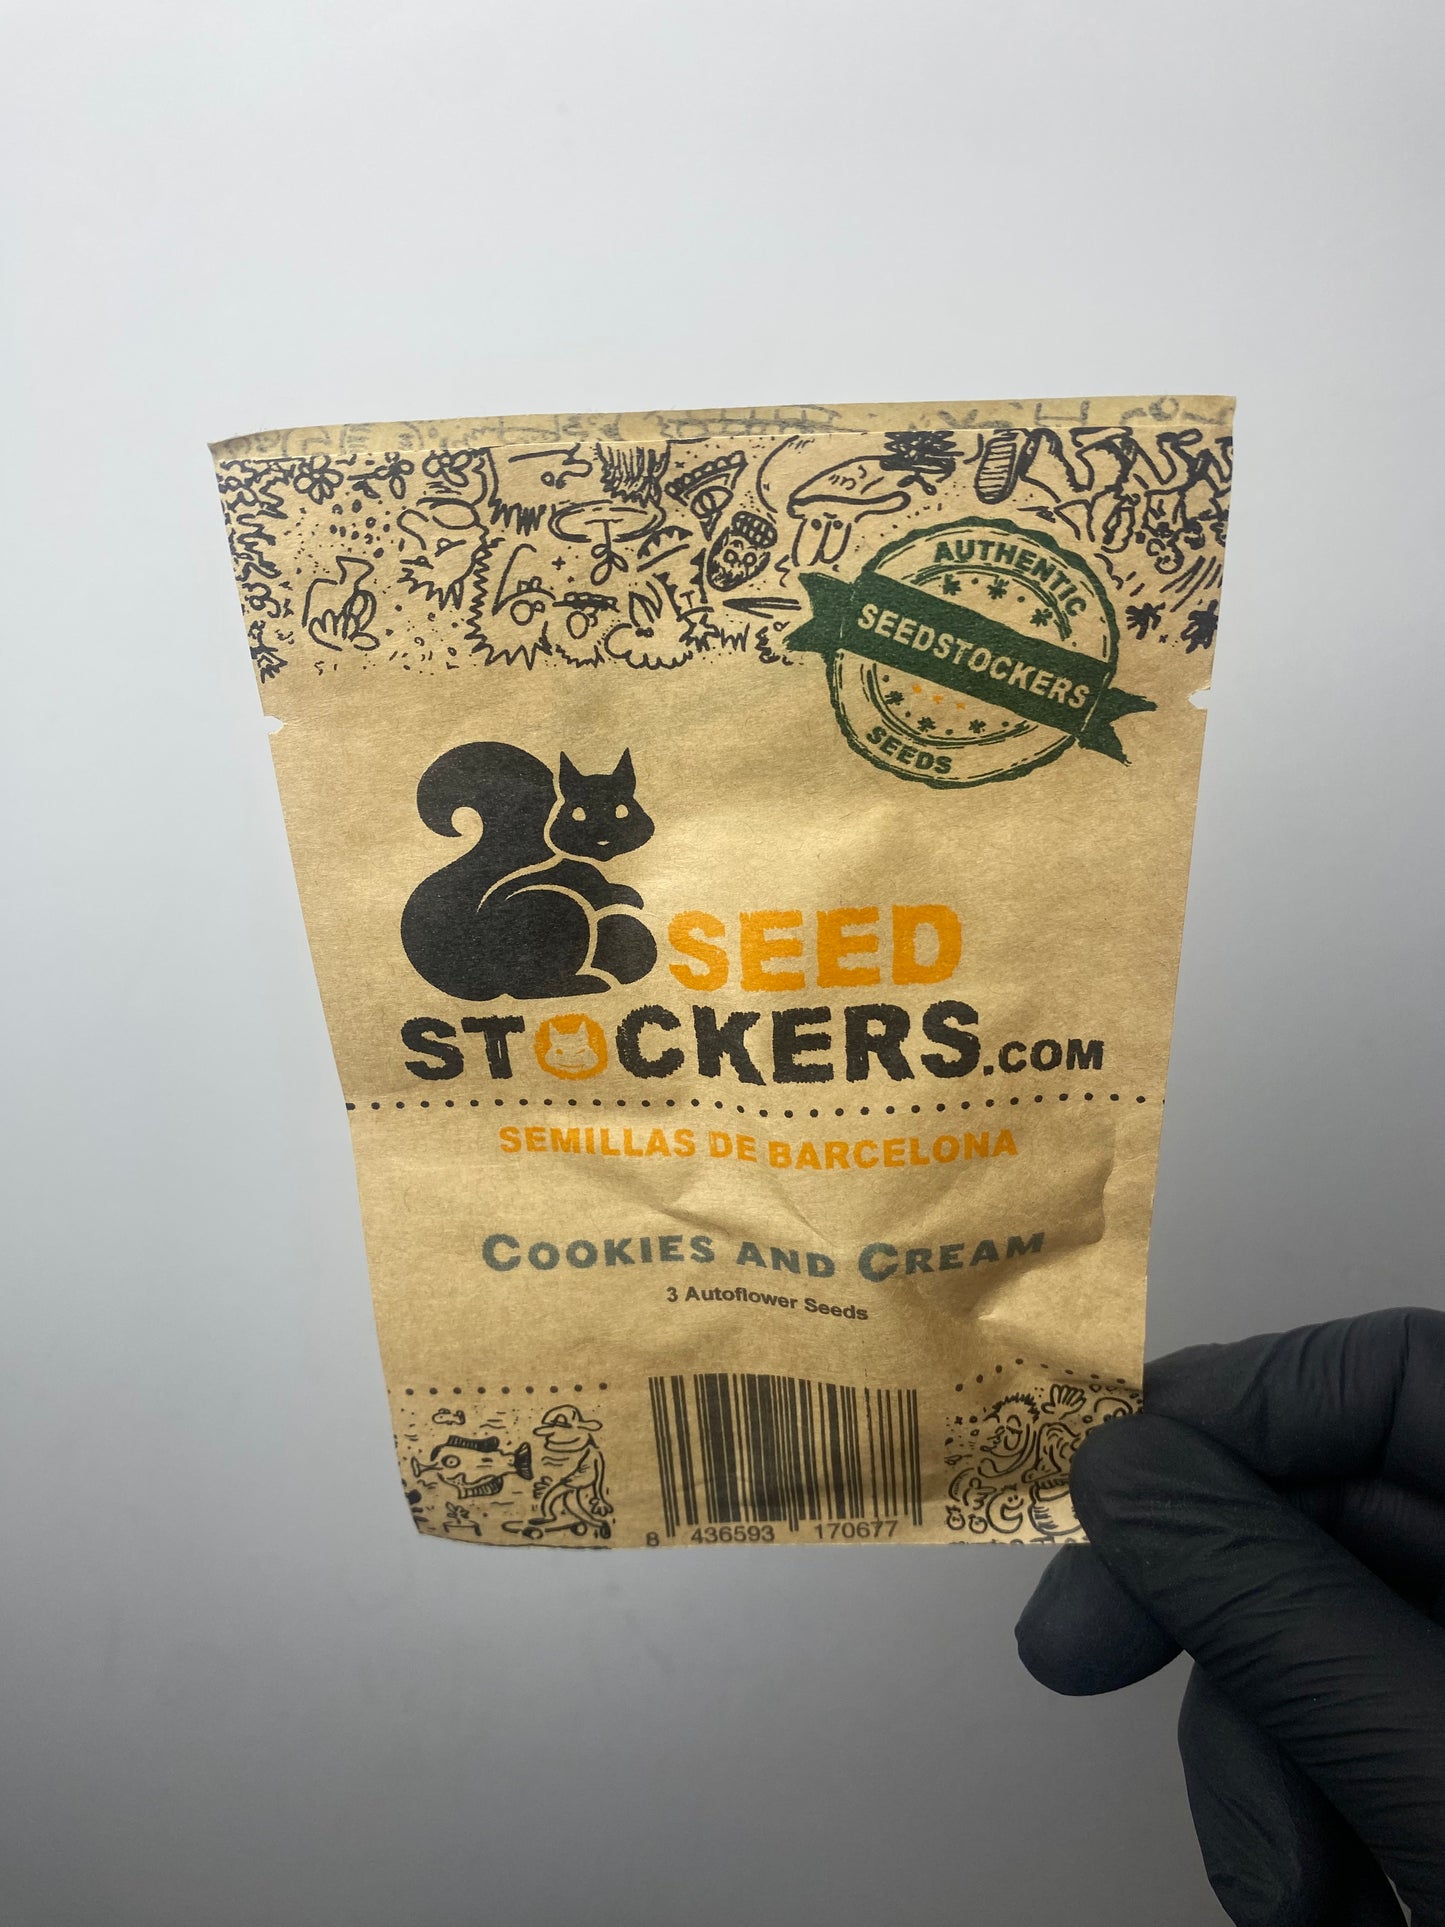 AUTHENTIC
SEEDSTOCKERS
SEEDS
SEED
STOCKERS.COM
SEMILLAS DE BARCELONA
COOKIES AND CREAM
3 Autoflower Seeds
8 436593 170677